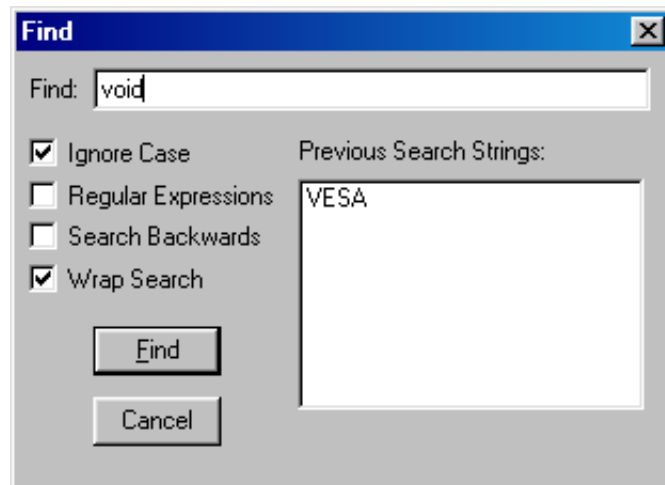 Find
Find: void
Ignore Case
Regular Expressions
Search Backwards
Wrap Search
Find
Cancel
Previous Search Strings:
VESA